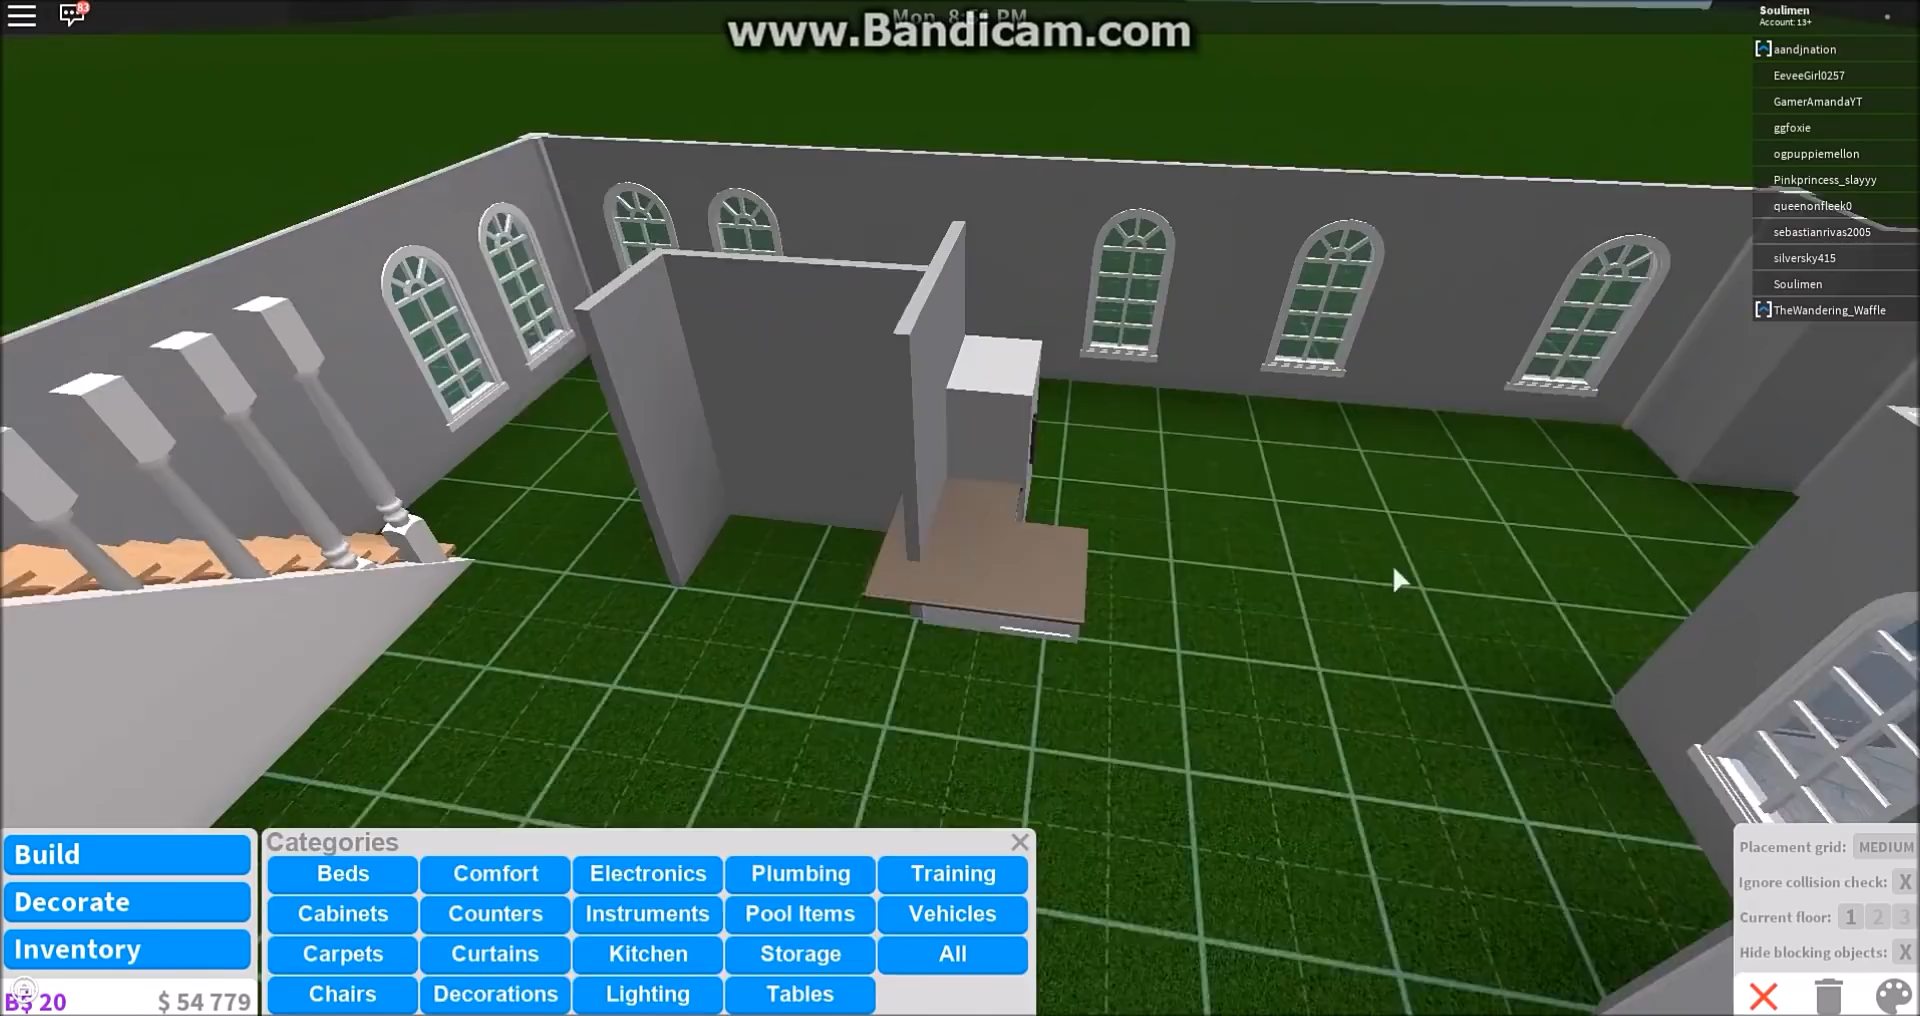 83
www.Bandicam.com
Soulimen
Account: 13+
aandjnation
EeveeGirl0257
GamerAmandaYT
ggfoxie
ogpuppiemellon
Pinkprincess_slayyy
queenonfleek0
sebastianrivas2005
silversky415
Soulimen
TheWandering_Waffle
Build
Decorate
Inventory
B$ 20
$ 54 779
Categories
Beds
Comfort
Electronics
Plumbing
Training
Cabinets
Counters
Instruments
Pool Items
Vehicles
Carpets
Curtains
Kitchen
Storage
All
Chairs
Decorations
Lighting
Tables
Placement grid: MEDIUM
Ignore collision check: X
Current floor: 1 2 3
Hide blocking objects: X